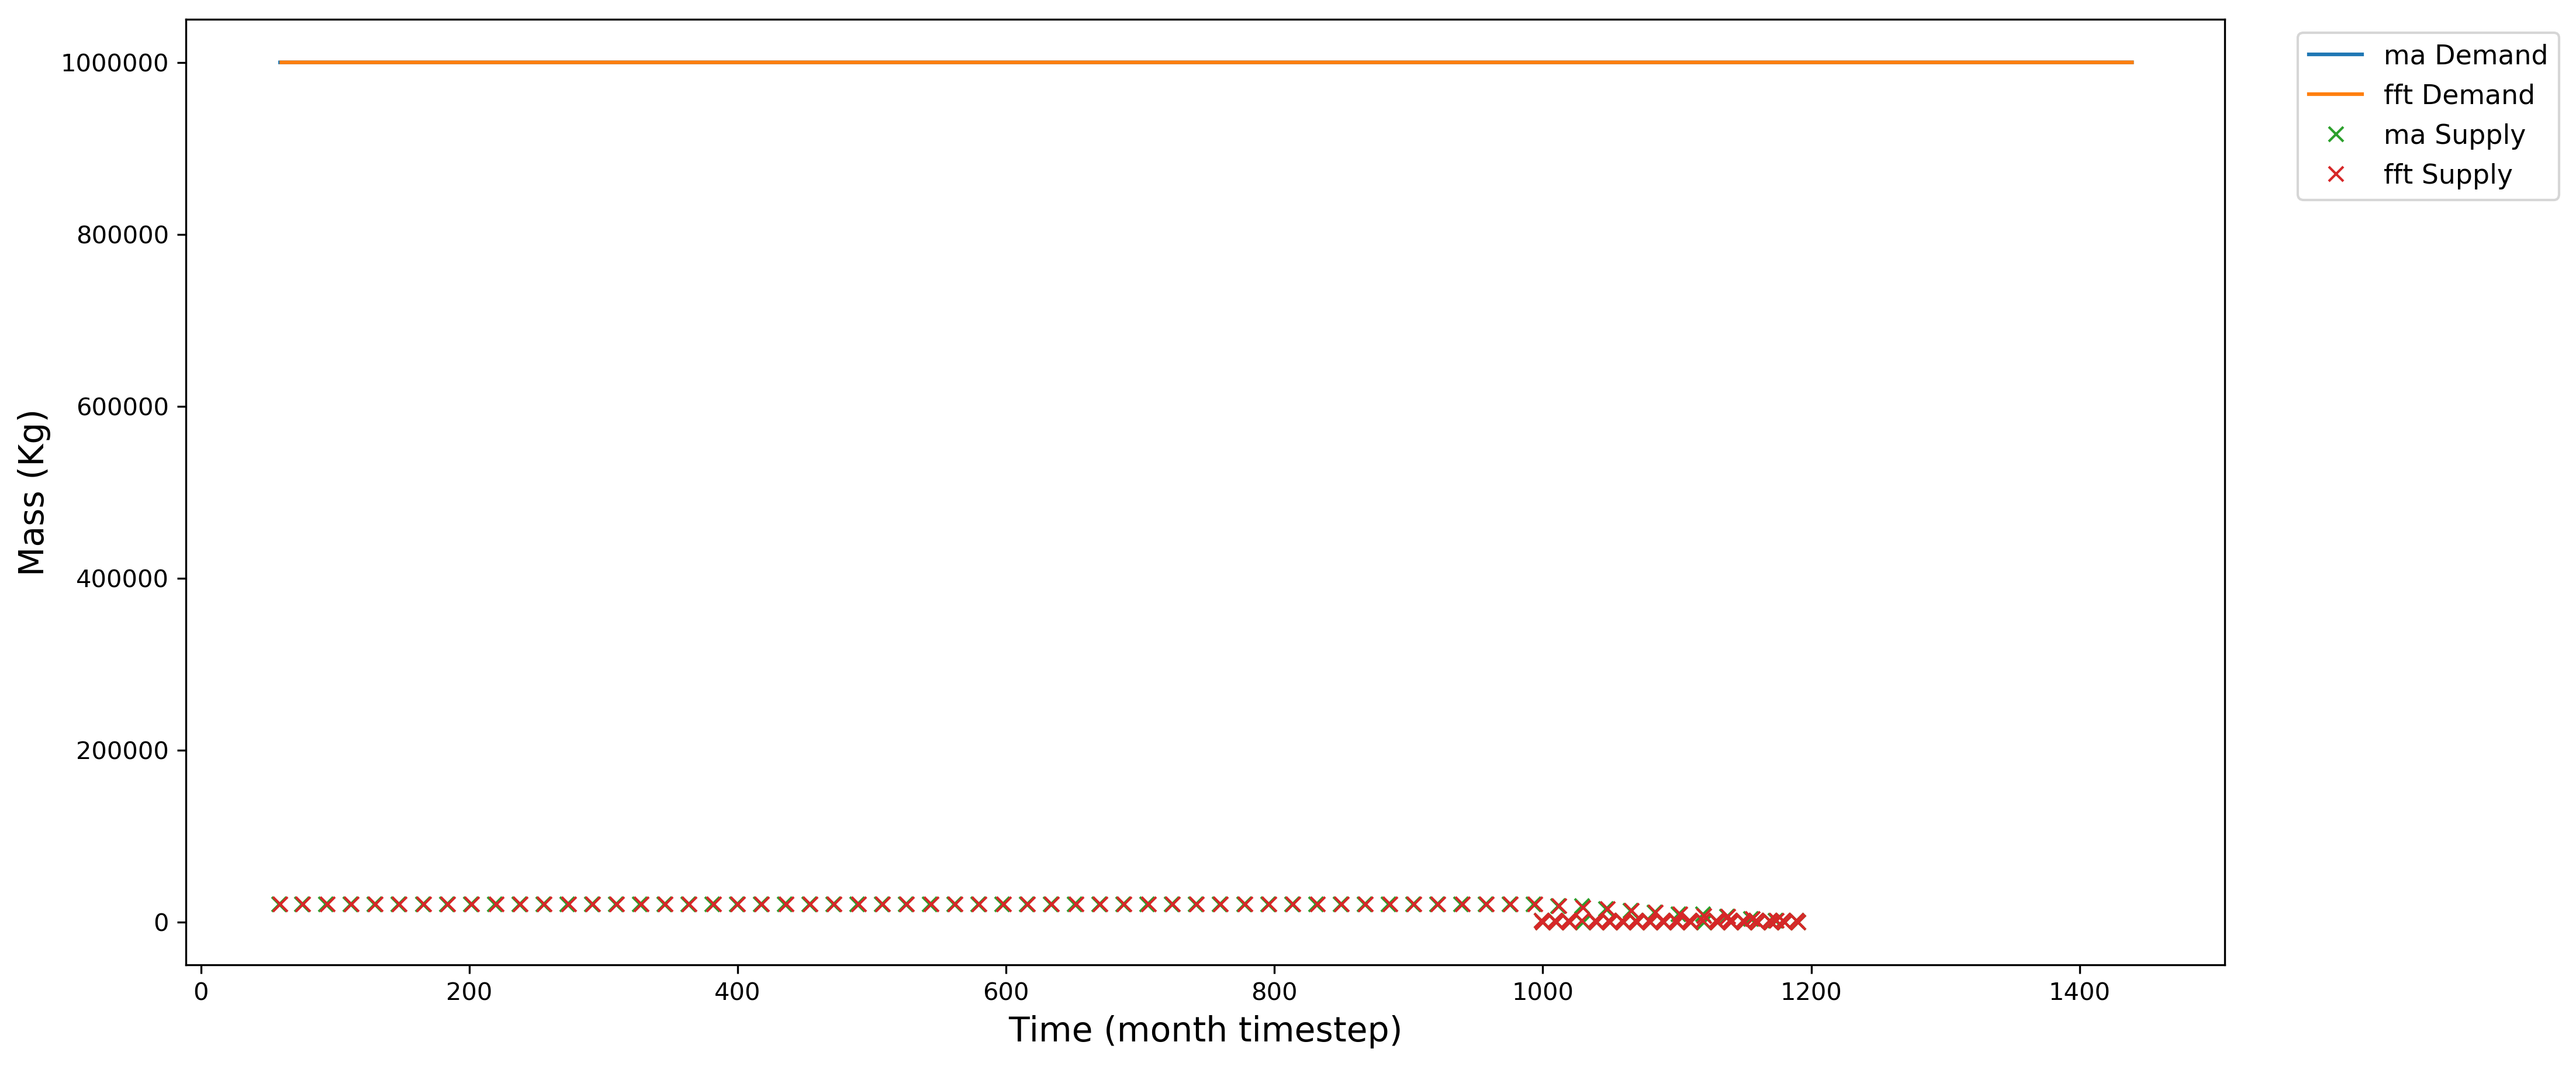 1000000
800000
600000
400000
200000
0
Mass (Kg)
0 200 400 600 800 1000 1200 1400
Time (month timestep)
ma Demand
fft Demand
ma Supply
fft Supply